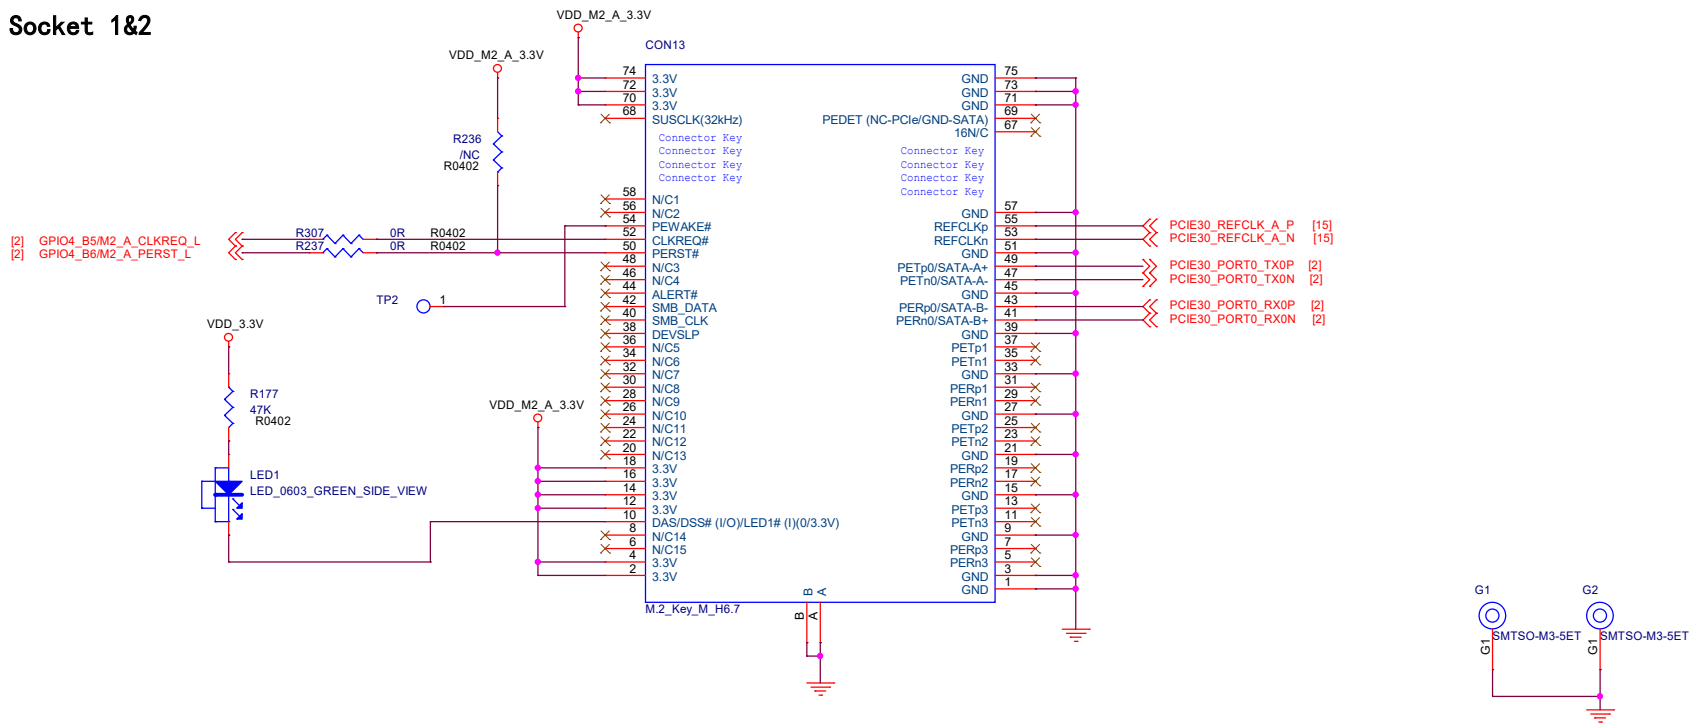 Socket 1&2
VDD_M2_A_3.3V
VDD_M2_A_3.3V
CON13
74 3.3V GND 75
72 3.3V GND 73
70 3.3V GND 71
68 SUSCLK(32kHz) PEDET (NC-PCIe/GND-SATA) 69
16N/C 67
Connector Key
Connector Key Connector Key
Connector Key Connector Key
Connector Key Connector Key
Connector Key
Connector Key
R236
/NC
R0402
58 N/C1
56 N/C2 GND 57
54 PEWAKE# REFCLKp 55 PCIE30_REFCLK_A_P [15]
[2] GPIO4_B5/M2_A_CLKREQ_L R307 0R R0402 52 CLKREQ# REFCLKn 53 PCIE30_REFCLK_A_N [15]
[2] GPIO4_B6/M2_A_PERST_L R237 0R R0402 50 PERST# GND 51
48 N/C3 PETp0/SATA-A+ 49 PCIE30_PORT0_TX0P [2]
46 N/C4 PETn0/SATA-A- 47 PCIE30_PORT0_TX0N [2]
44 ALERT# GND 45
TP2 1 42 SMB_DATA PERp0/SATA-B- 43 PCIE30_PORT0_RX0P [2]
40 SMB_CLK PERn0/SATA-B+ 41 PCIE30_PORT0_RX0N [2]
38 DEVSLP GND 39
36 N/C5 PETp1 37
34 N/C6 PETn1 35
32 N/C7 GND 33
30 N/C8 PERp1 31
28 N/C9 PERn1 29
26 N/C10 GND 27
24 N/C11 PETp2 25
22 N/C12 PETn2 23
20 N/C13 GND 21
18 3.3V PERp2 19
16 3.3V PERn2 17
14 3.3V GND 15
12 3.3V PETp3 13
10 DAS/DSS# (I/O)/LED1# (I)(0/3.3V) PETn3 11
8 N/C14 GND 9
6 N/C15 PERp3 7
4 3.3V PERn3 5
2 3.3V GND 3
GND 1
VDD_3.3V
R177
47K
R0402
VDD_M2_A_3.3V
LED1
LED_0603_GREEN_SIDE_VIEW
B A
M.2_Key_M_H6.7
B A
G1 G2
SMTSO-M3-5ET SMTSO-M3-5ET
G1 G1